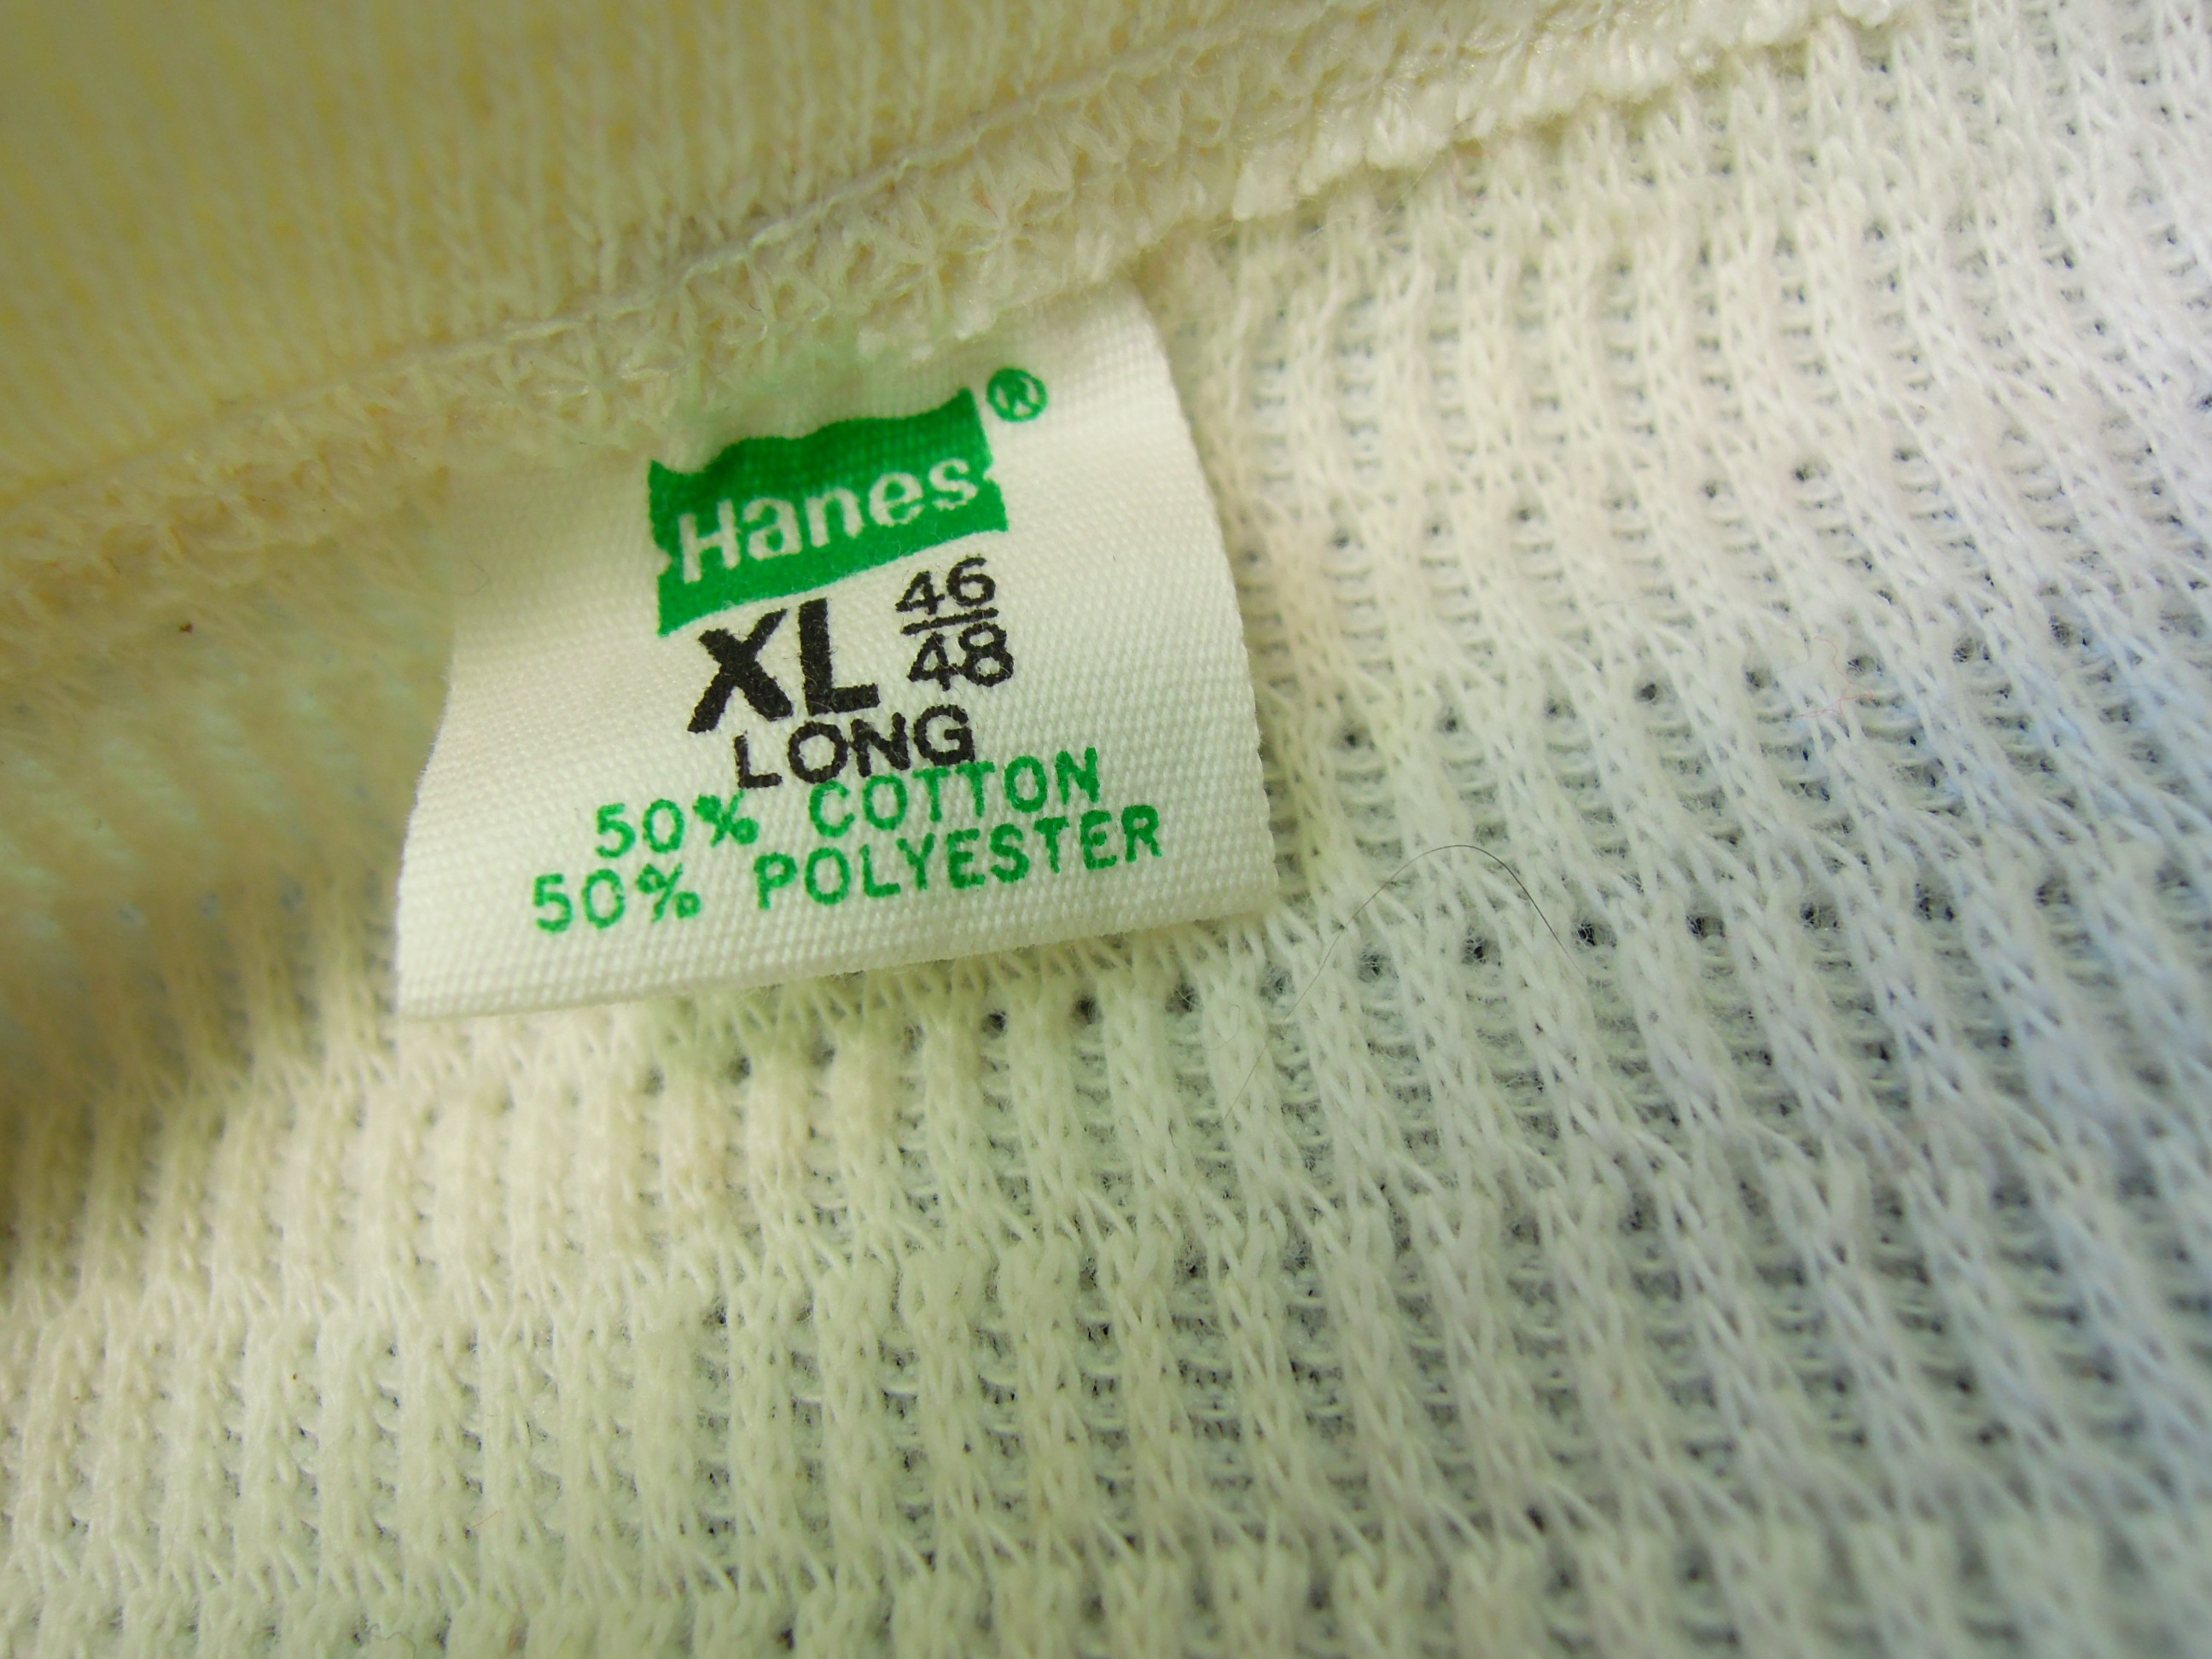 Hanes®
XL 46/48
LONG
50% COTTON
50% POLYESTER